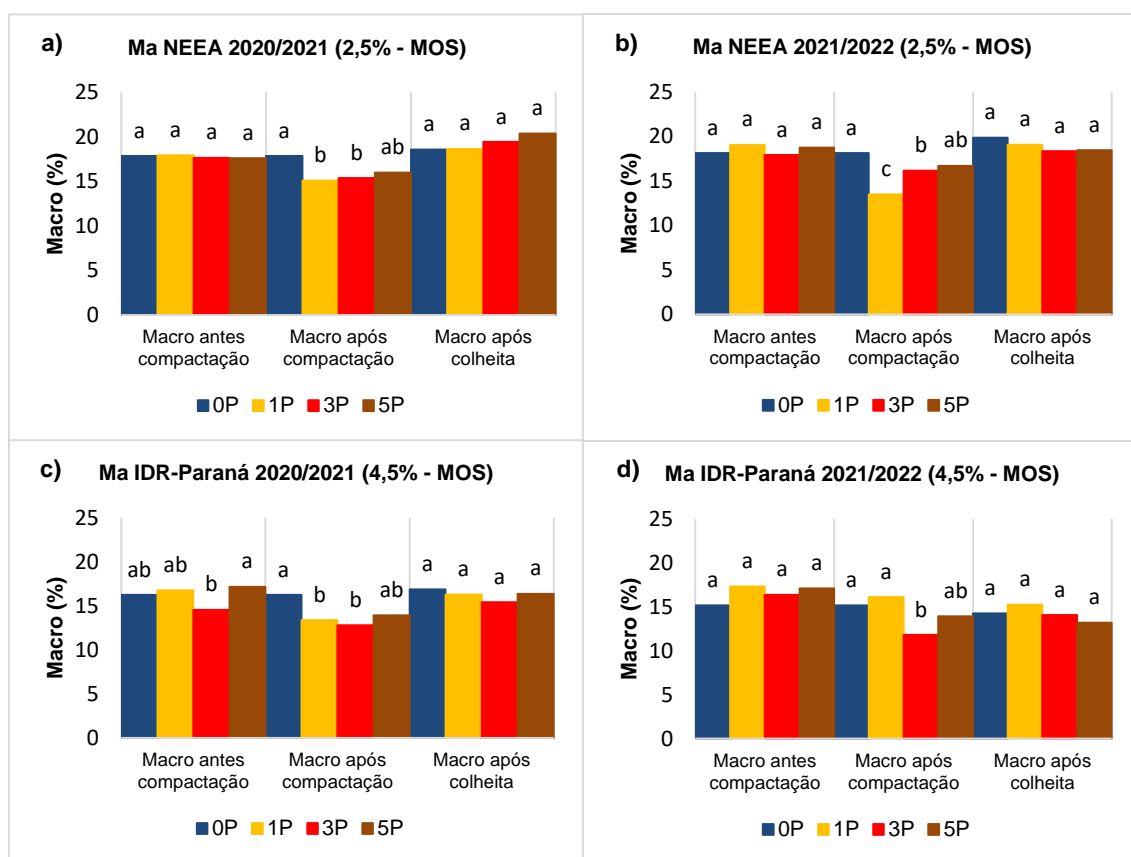 a) Ma NEEA 2020/2021 (2,5% - MOS)
Macro (%)
25
20
15
10
5
0
a a a a a b b ab a a a a
Macro antes compactação
Macro após compactação
Macro após colheita
0P 1P 3P 5P
b) Ma NEEA 2021/2022 (2,5% - MOS)
Macro (%)
25
20
15
10
5
0
a a a a a c b ab a a a a
Macro antes compactação
Macro após compactação
Macro após colheita
0P 1P 3P 5P
c) Ma IDR-Paraná 2020/2021 (4,5% - MOS)
Macro (%)
25
20
15
10
5
0
ab ab b a a b b ab a a a a
Macro antes compactação
Macro após compactação
Macro após colheita
0P 1P 3P 5P
d) Ma IDR-Paraná 2021/2022 (4,5% - MOS)
Macro (%)
25
20
15
10
5
0
a a a a a a b ab a a a a
Macro antes compactação
Macro após compactação
Macro após colheita
0P 1P 3P 5P